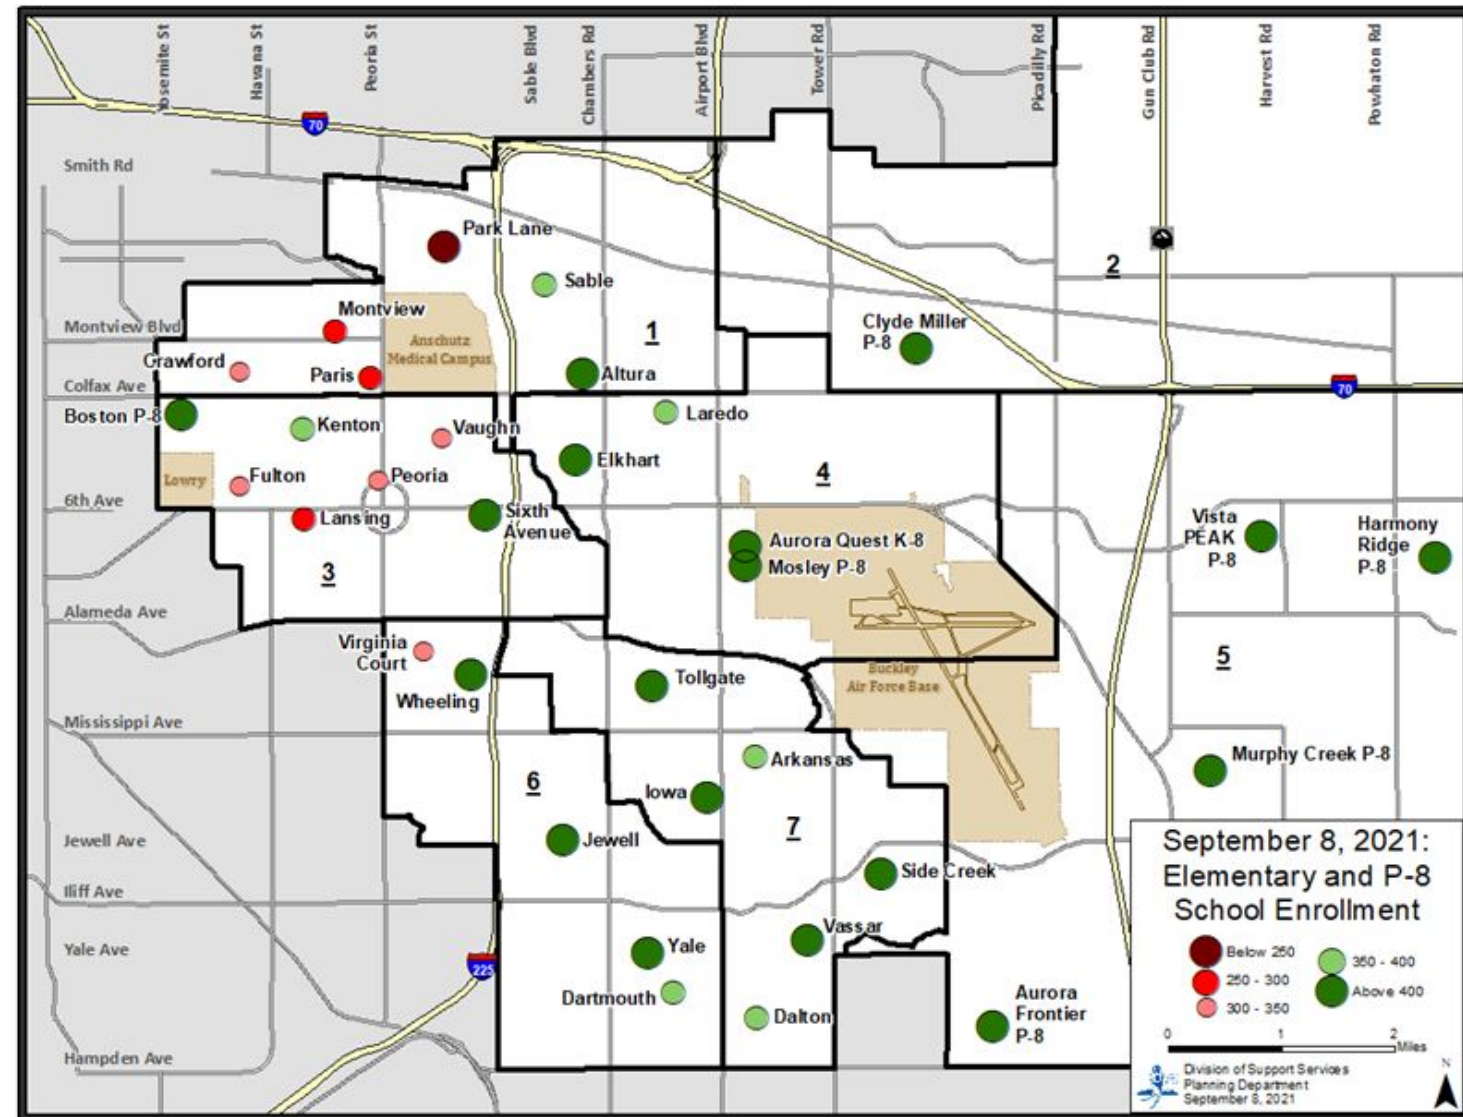 Yosemite St
Havana St
Peoria St
Sable Blvd
Chambers Rd
Airport Blvd
Tower Rd
Picadilly Rd
Gun Club Rd
Harvest Rd
Powhaton Rd
70
Smith Rd
Park Lane
Sable
2
Montview
Montview Blvd
Anschutz
Medical Campus
1
Clyde Miller
P-8
Crawford
Paris
Altura
Colfax Ave
70
Boston P-8
Kenton
Vaughn
Laredo
Elkhart
4
Lowry
Fulton
Peoria
6th Ave
Lansing
Sixth
Avenue
Aurora Quest K-8
Mosley P-8
Vista
PEAK
P-8
Harmony
Ridge
P-8
3
Alameda Ave
Virginia
Court
Wheeling
Tollgate
Buckley
Air Force Base
5
Mississippi Ave
Arkansas
Murphy Creek P-8
6
Iowa
7
Jewell Ave
Jewell
Side Creek
Iliff Ave
Yale Ave
Yale
Vassar
225
Dartmouth
Dalton
Aurora
Frontier
P-8
Hampden Ave
September 8, 2021:
Elementary and P-8
School Enrollment
Below 250
250 - 300
300 - 350
350 - 400
Above 400
0 1 2
Miles
N
Division of Support Services
Planning Department
September 8, 2021